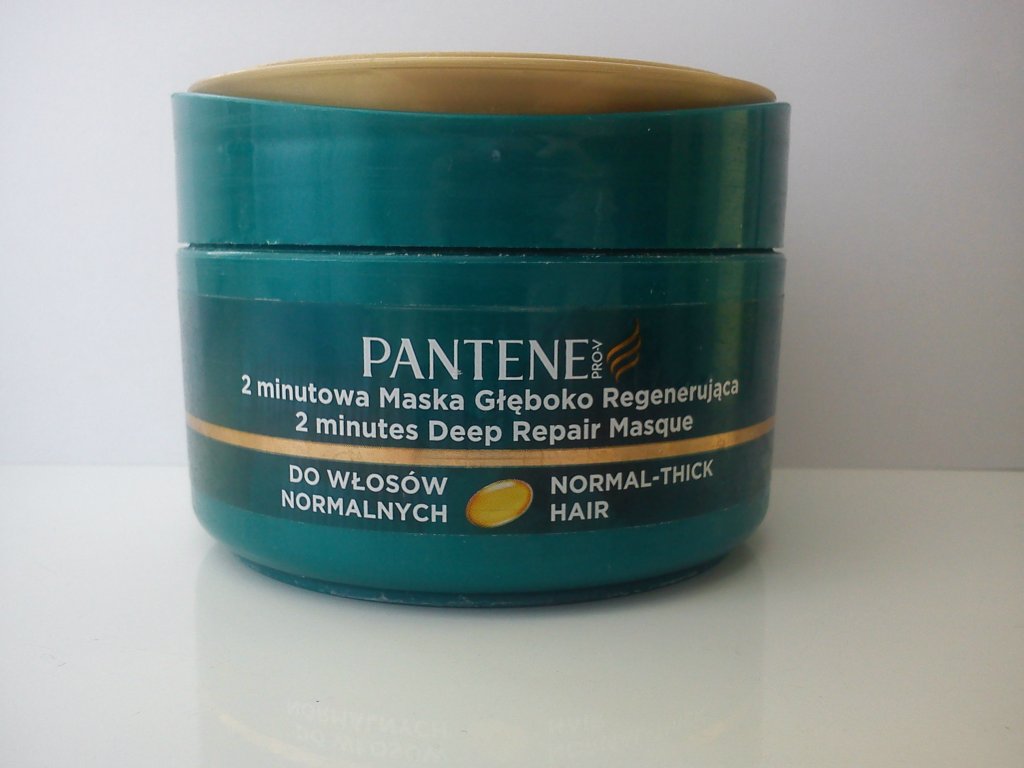 PANTENE PRO-V
2 minutowa Maska Głęboko Regenerująca
2 minutes Deep Repair Masque
DO WŁOSÓW
NORMALNYCH
NORMAL-THICK
HAIR